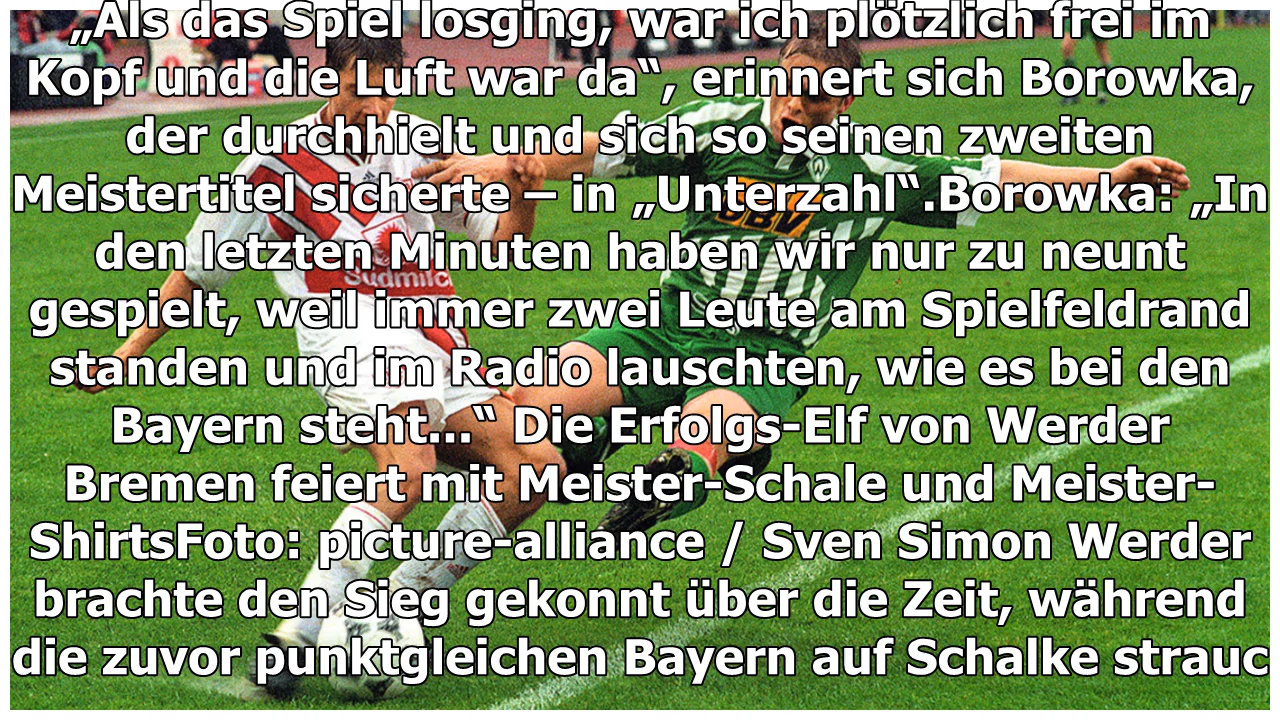 „Als das Spiel losging, war ich plötzlich frei im
Kopf und die Luft war da“, erinnert sich Borowka,
der durchhielt und sich so seinen zweiten
Meistertitel sicherte – in „Unterzahl“.Borowka: „In
den letzten Minuten haben wir nur zu neunt
gespielt, weil immer zwei Leute am Spielfeldrand
standen und im Radio lauschten, wie es bei den
Bayern steht...“ Die Erfolgs-Elf von Werder
Bremen feiert mit Meister-Schale und Meister-
ShirtsFoto: picture-alliance / Sven Simon Werder
brachte den Sieg gekonnt über die Zeit, während
die zuvor punktgleichen Bayern auf Schalke strauc
DBV
Südmilch